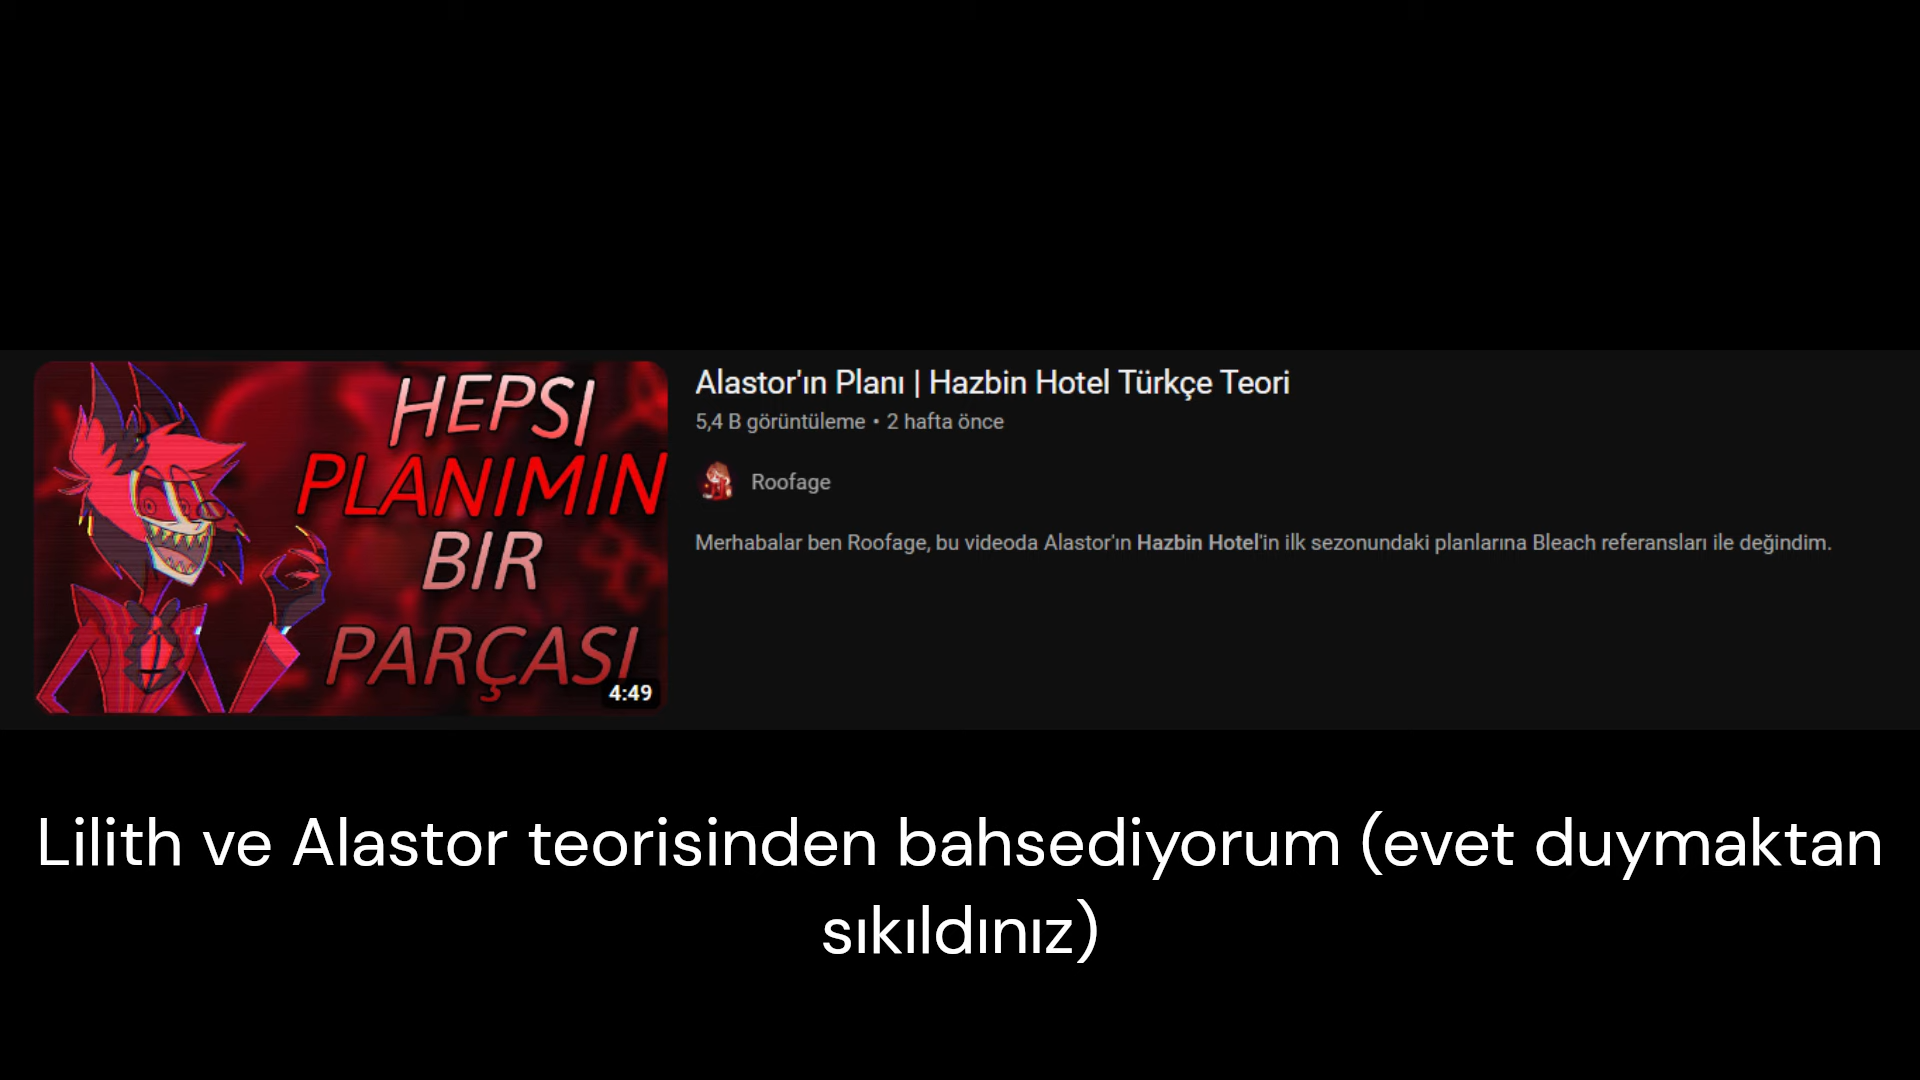 HEPSI
PLANIMIN
BIR
PARÇASI
4:49
Alastor'ın Planı | Hazbin Hotel Türkçe Teori
5,4 B görüntüleme • 2 hafta önce
Roofage
Merhabalar ben Roofage, bu videoda Alastor'ın Hazbin Hotel'in ilk sezonundaki planlarına Bleach referansları ile değindim.
Lilith ve Alastor teorisinden bahsediyorum (evet duymaktan
sıkıldınız)